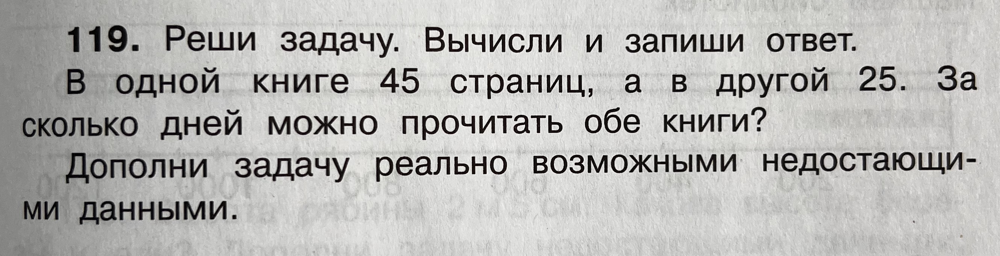 119. Реши задачу. Вычисли и запиши ответ.
В одной книге 45 страниц, а в другой 25. За
сколько дней можно прочитать обе книги?
Дополни задачу реально возможными недостающи-
ми данными.